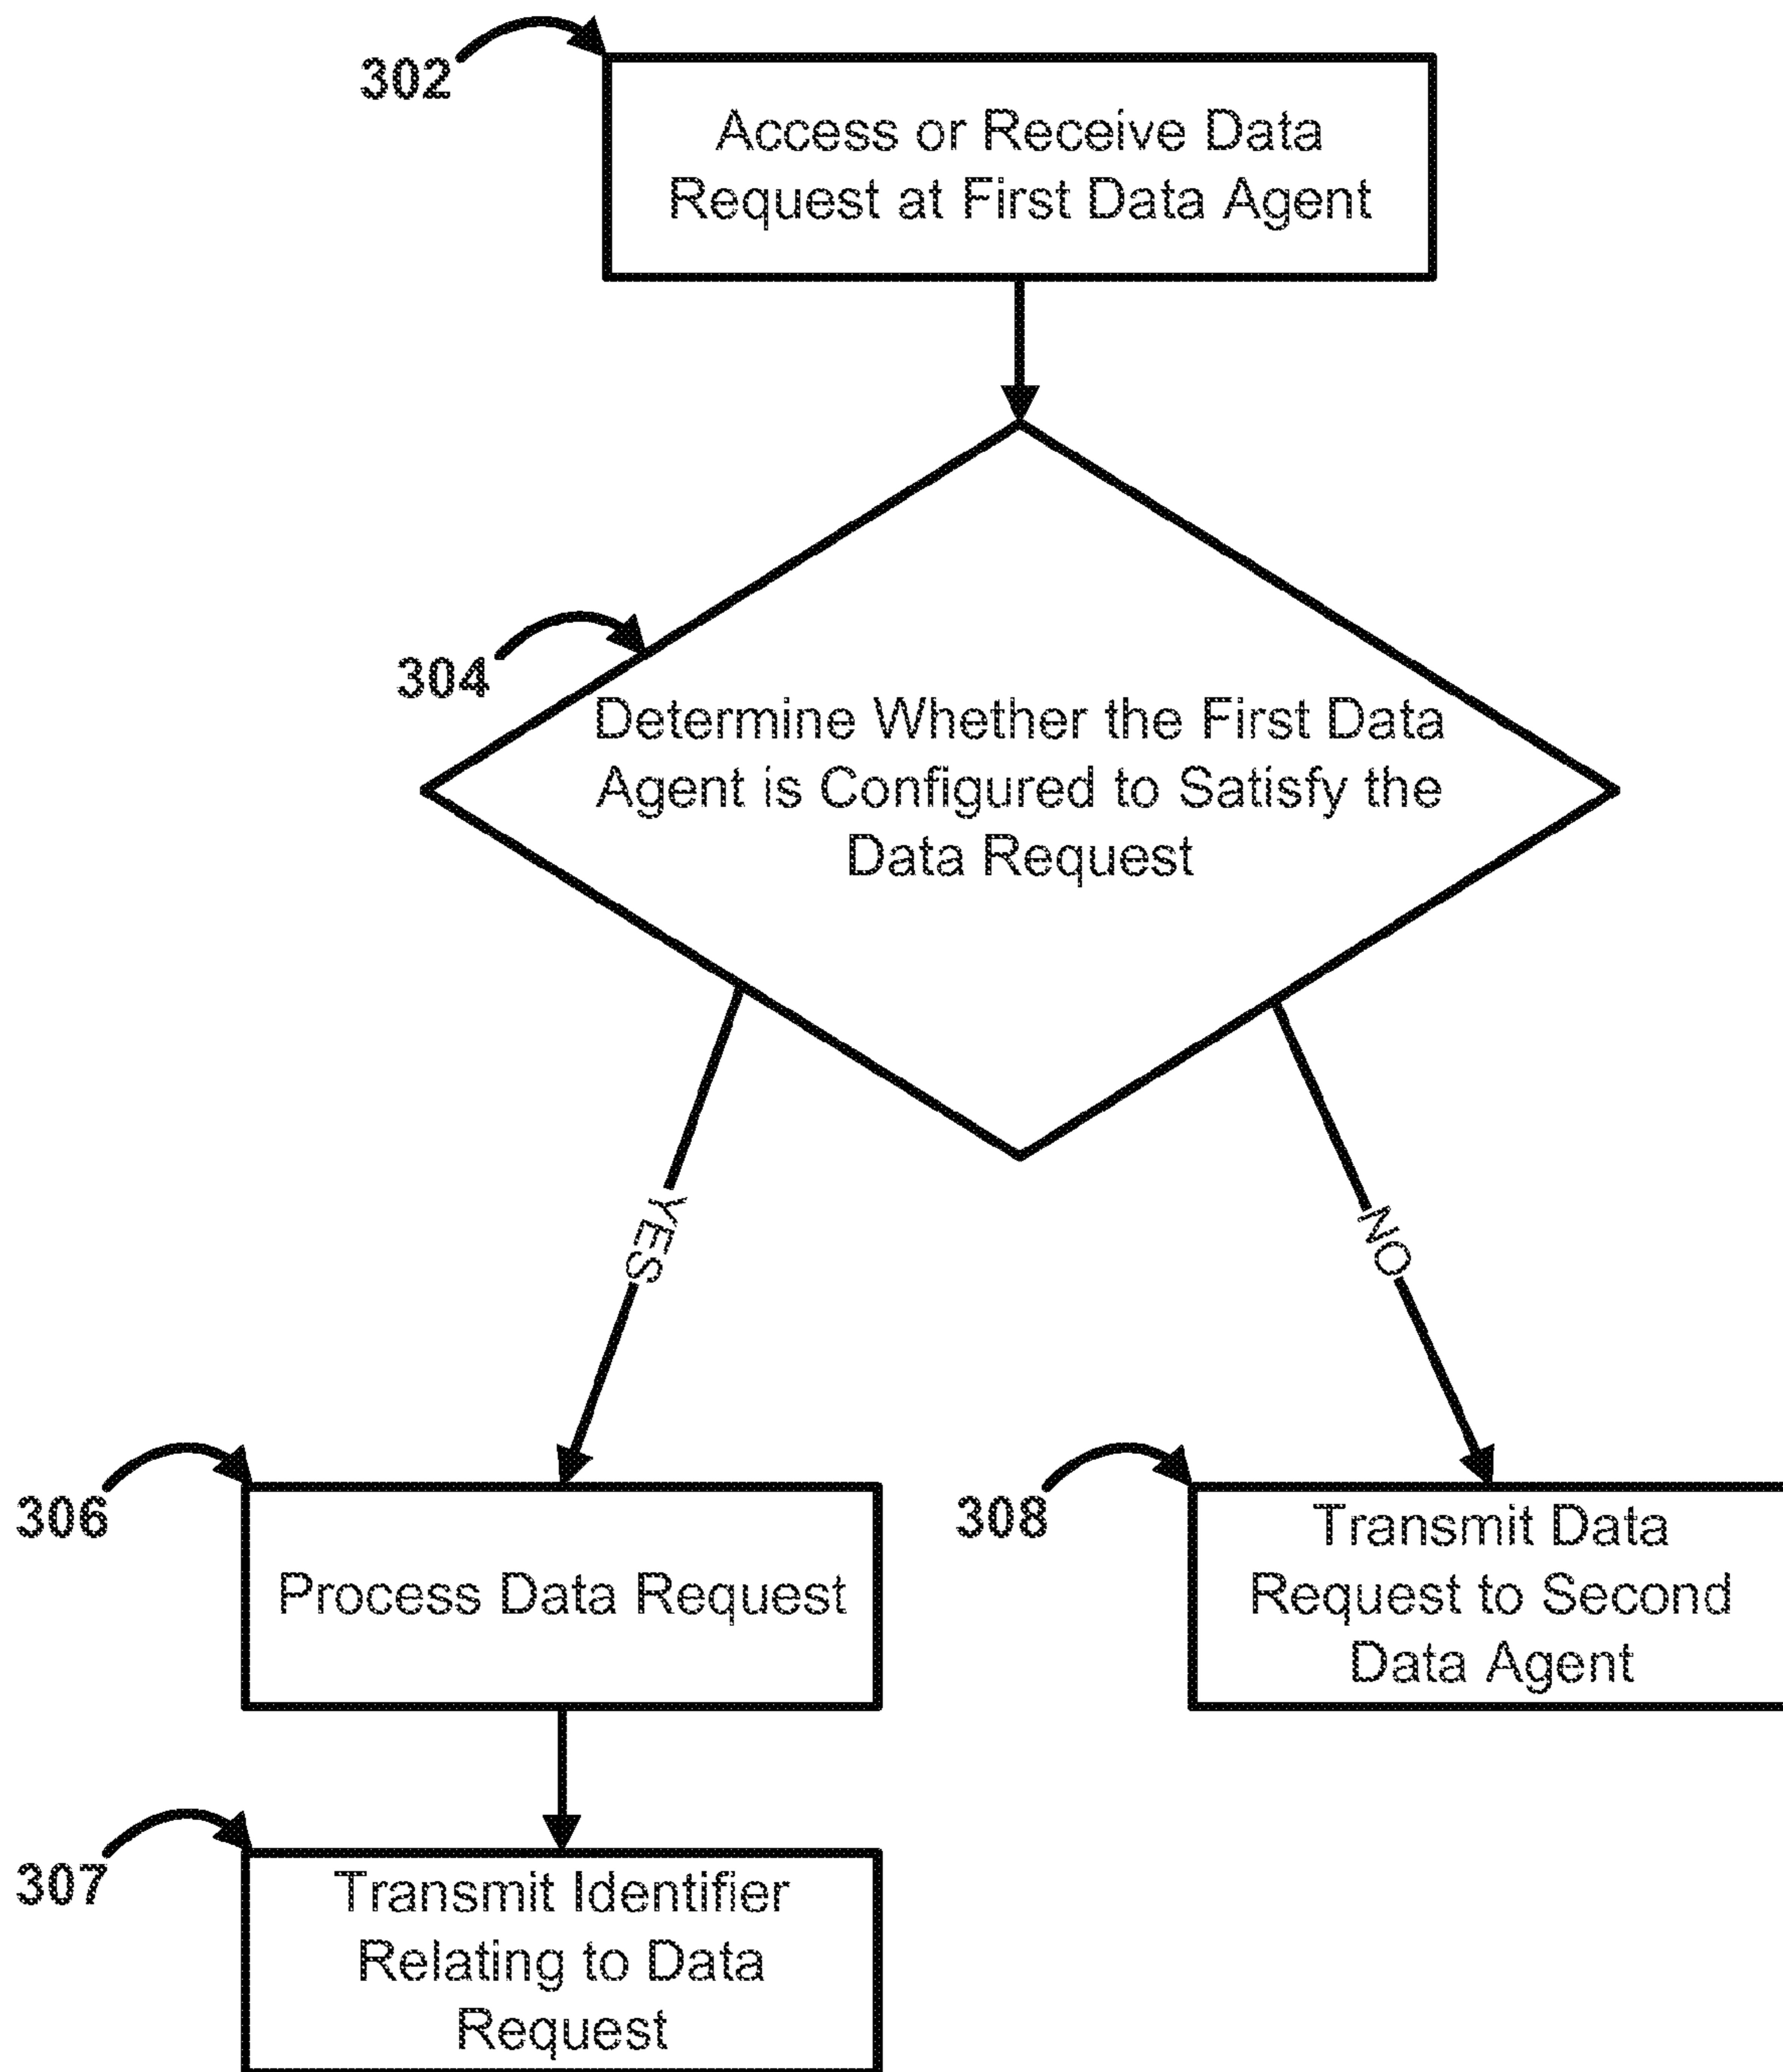 302
Access or Receive Data
Request at First Data Agent
304
Determine Whether the First Data
Agent is Configured to Satisfy the
Data Request
YES
NO
306
Process Data Request
308
Transmit Data
Request to Second
Data Agent
307
Transmit Identifier
Relating to Data
Request